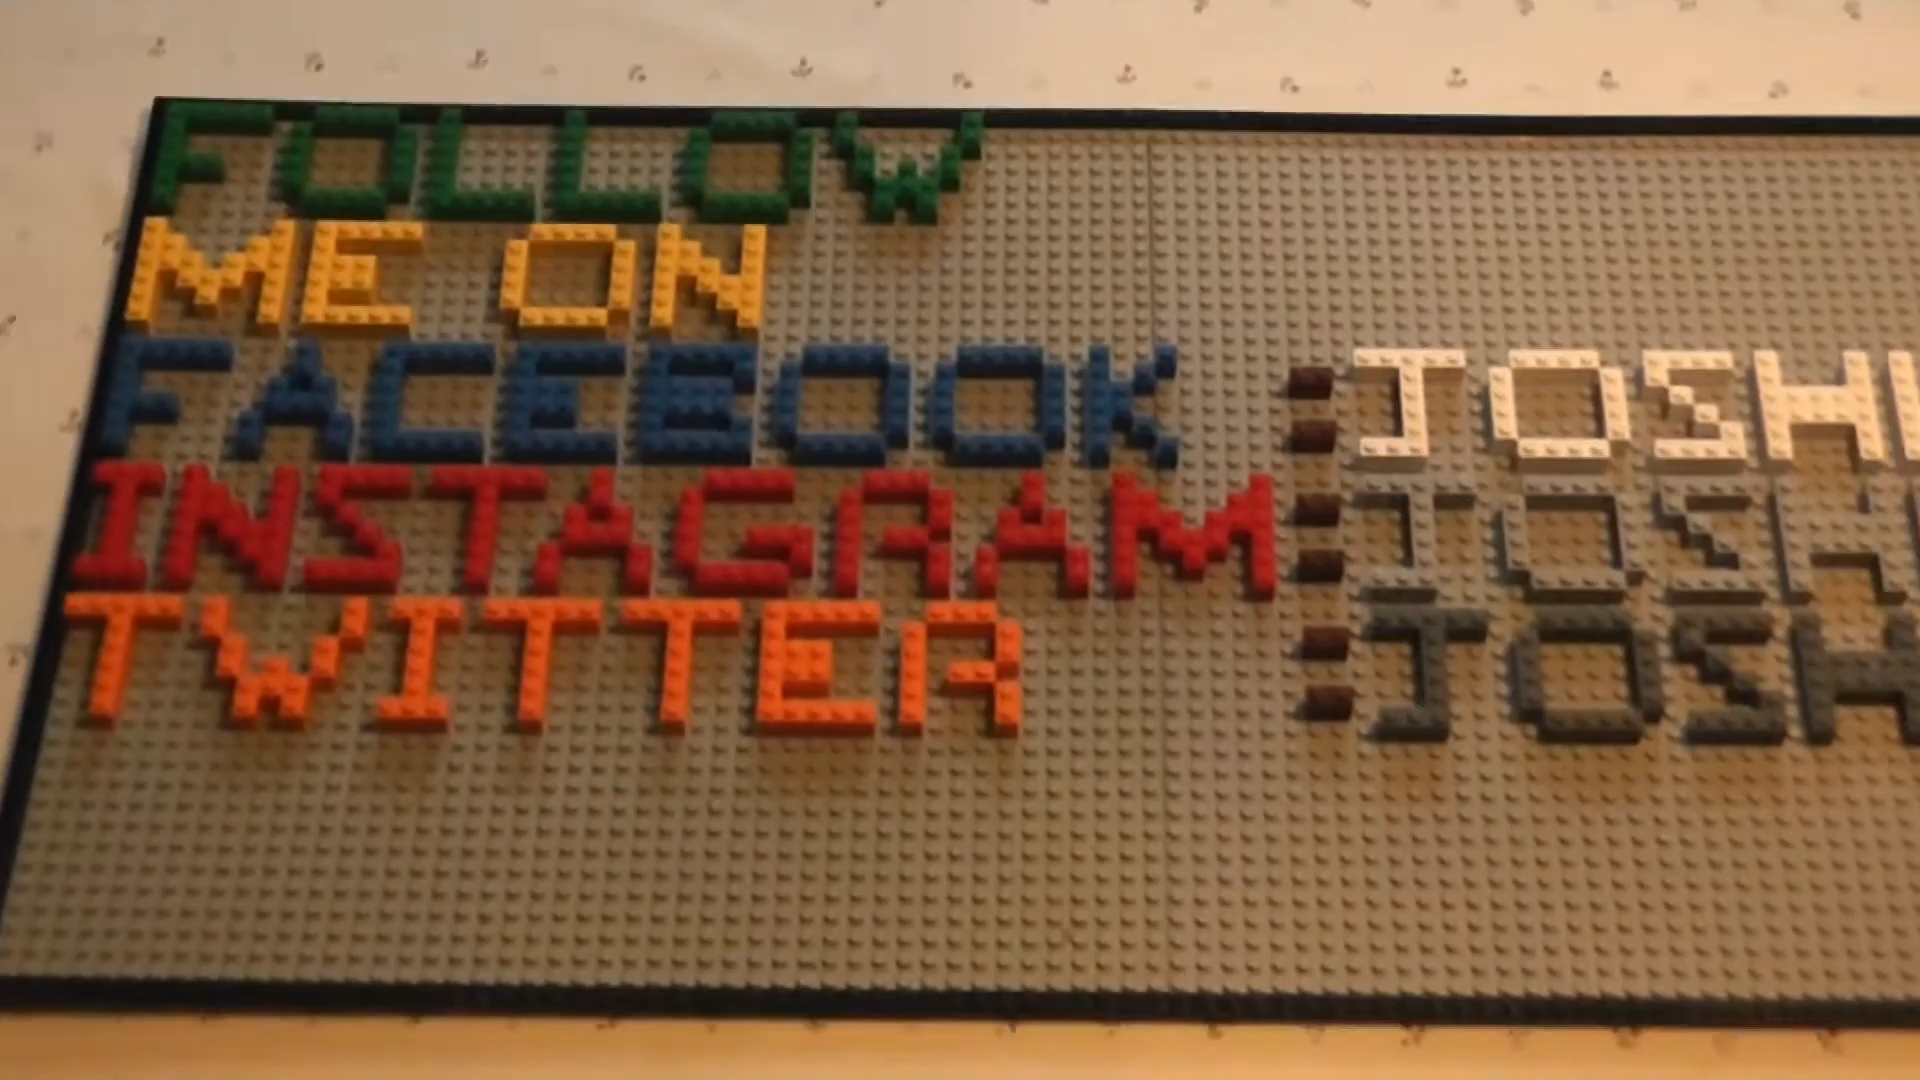 FOLLOW
ME ON
FACEBOOK : JOSH
INSTAGRAM : JOSH
TWITTER : JOSH